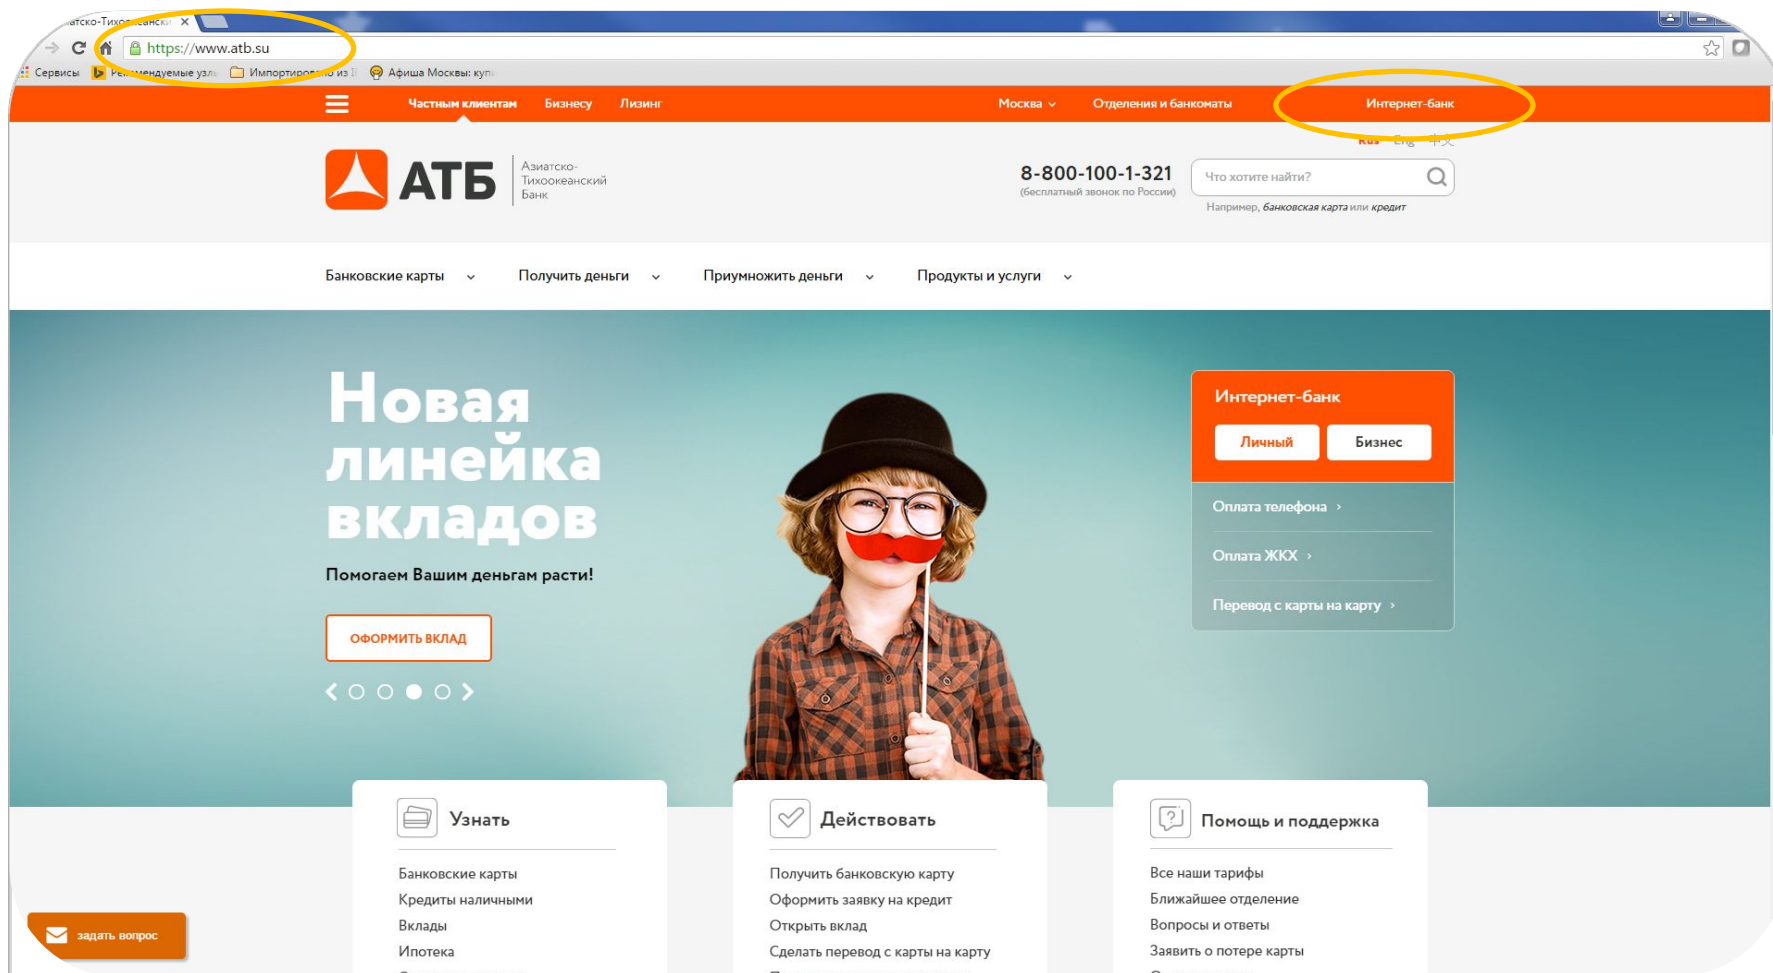 https://www.atb.su
Сервисы
Афиша Москвы:
Частным клиентам Бизнесу Лизинг Москва Отделения и банкоматы Интернет-банк
Rus Eng 中文
АТБ
Азиатско-
Тихоокеанский
Банк
8-800-100-1-321
(бесплатный звонок по России)
Что хотите найти?
Например, банковская карта или кредит
Банковские карты Получить деньги Приумножить деньги Продукты и услуги
Новая
линейка
вкладов
Помогаем Вашим деньгам расти!
ОФОРМИТЬ ВКЛАД
Интернет-банк
Личный Бизнес
Оплата телефона
Оплата ЖКХ
Перевод с карты на карту
Узнать
Банковские карты
Кредиты наличными
Вклады
Ипотека
Действовать
Получить банковскую карту
Оформить заявку на кредит
Открыть вклад
Сделать перевод с карты на карту
Помощь и поддержка
Все наши тарифы
Ближайшее отделение
Вопросы и ответы
Заявить о потере карты
задать вопрос